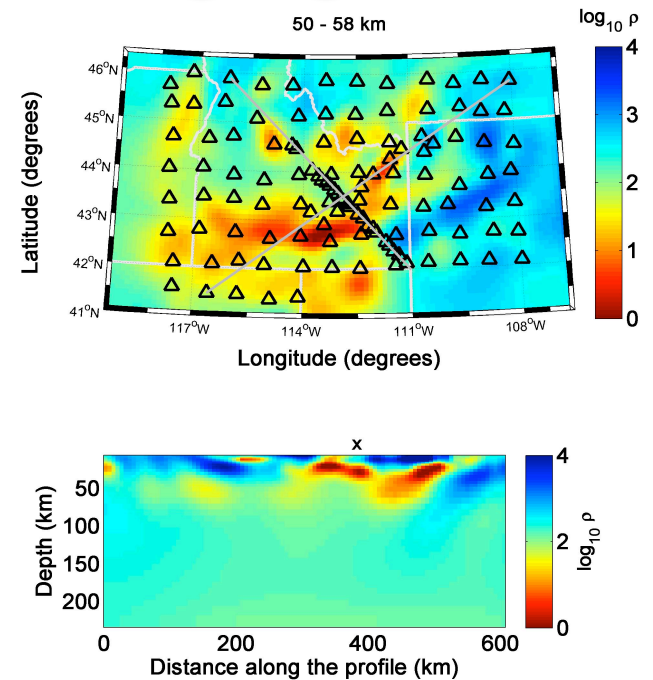 50 - 58 km
log10 ρ
46°N
45°N
44°N
43°N
42°N
41°N
Latitude (degrees)
117°W
114°W
111°W
108°W
Longitude (degrees)
4
3
2
1
0
x
50
100
150
200
Depth (km)
0
200
400
600
Distance along the profile (km)
4
2
0
log10 ρ